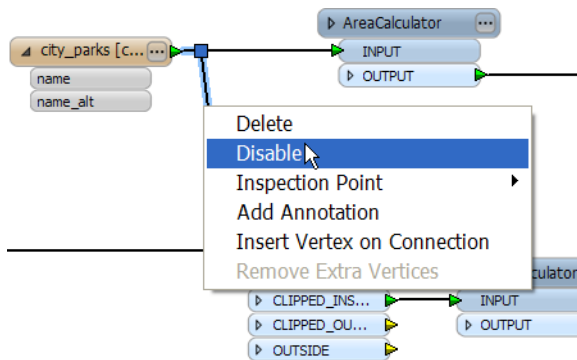 AreaCalculator
city_parks [c...
INPUT
name
OUTPUT
name_alt
Delete
Disable
Inspection Point
Add Annotation
Insert Vertex on Connection
Remove Extra Vertices
culator
CLIPPED_INS...
INPUT
CLIPPED_OU...
OUTPUT
OUTSIDE